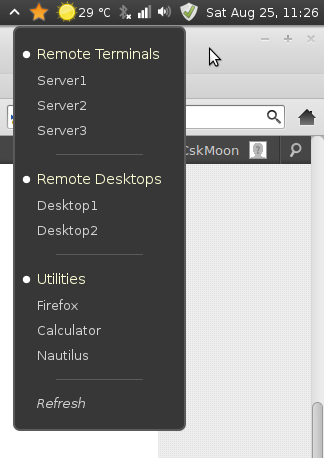 29 °C Sat Aug 25, 11:26
Remote Terminals
Server1
Server2
Server3
CskMoon
Remote Desktops
Desktop1
Desktop2
Utilities
Firefox
Calculator
Nautilus
Refresh